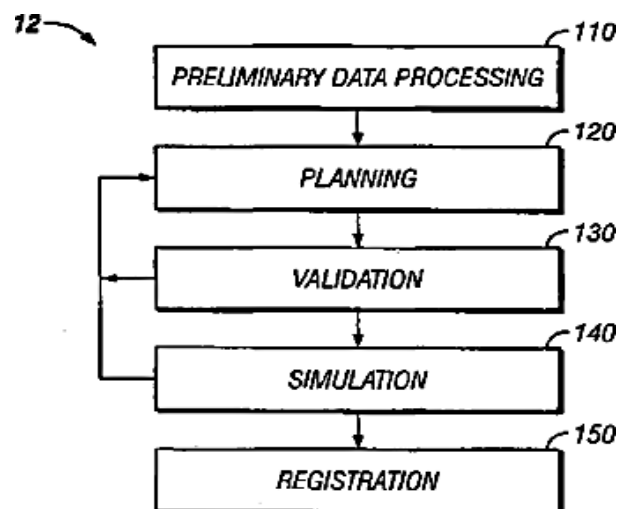 12
110
PRELIMINARY DATA PROCESSING
120
PLANNING
130
VALIDATION
140
SIMULATION
150
REGISTRATION